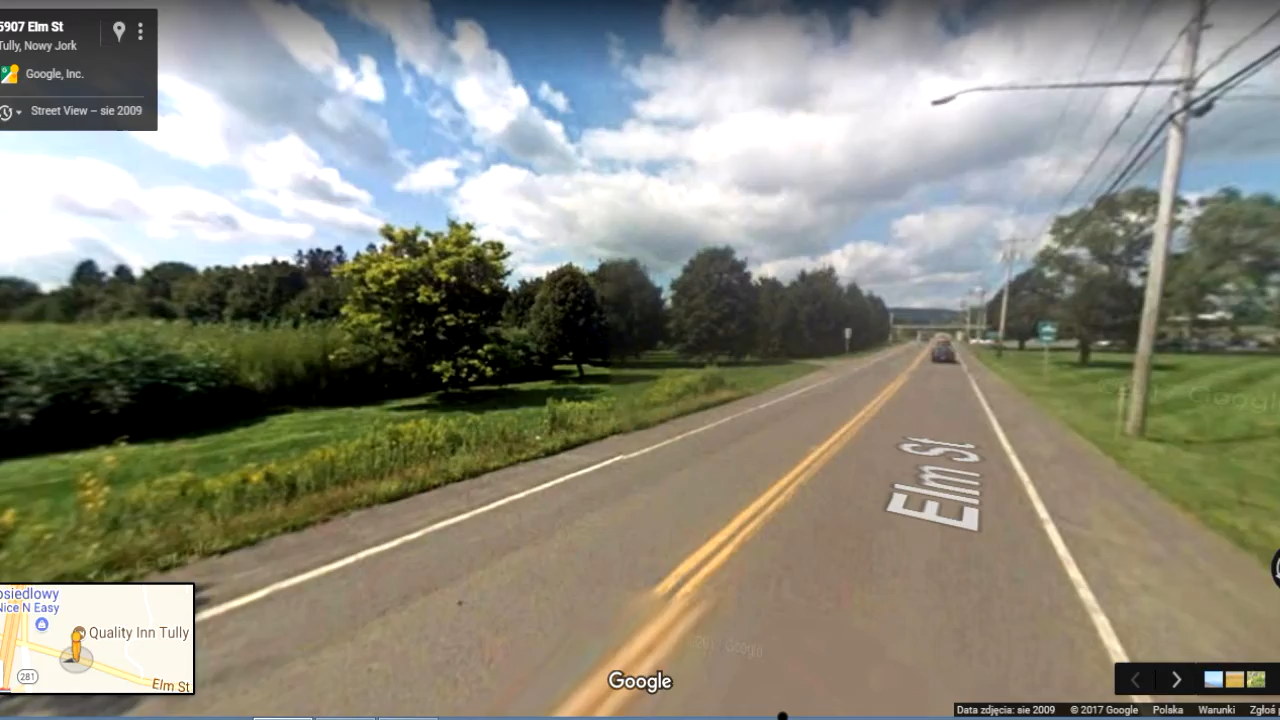 5907 Elm St
Tully, Nowy Jork
Google, Inc.
Street View – sie 2009
Elm St
osiedlowy
Nice N Easy
Quality Inn Tully
281
Elm St
Google
Data zdjęcia: sie 2009 © 2017 Google Polska Warunki Zgłoś